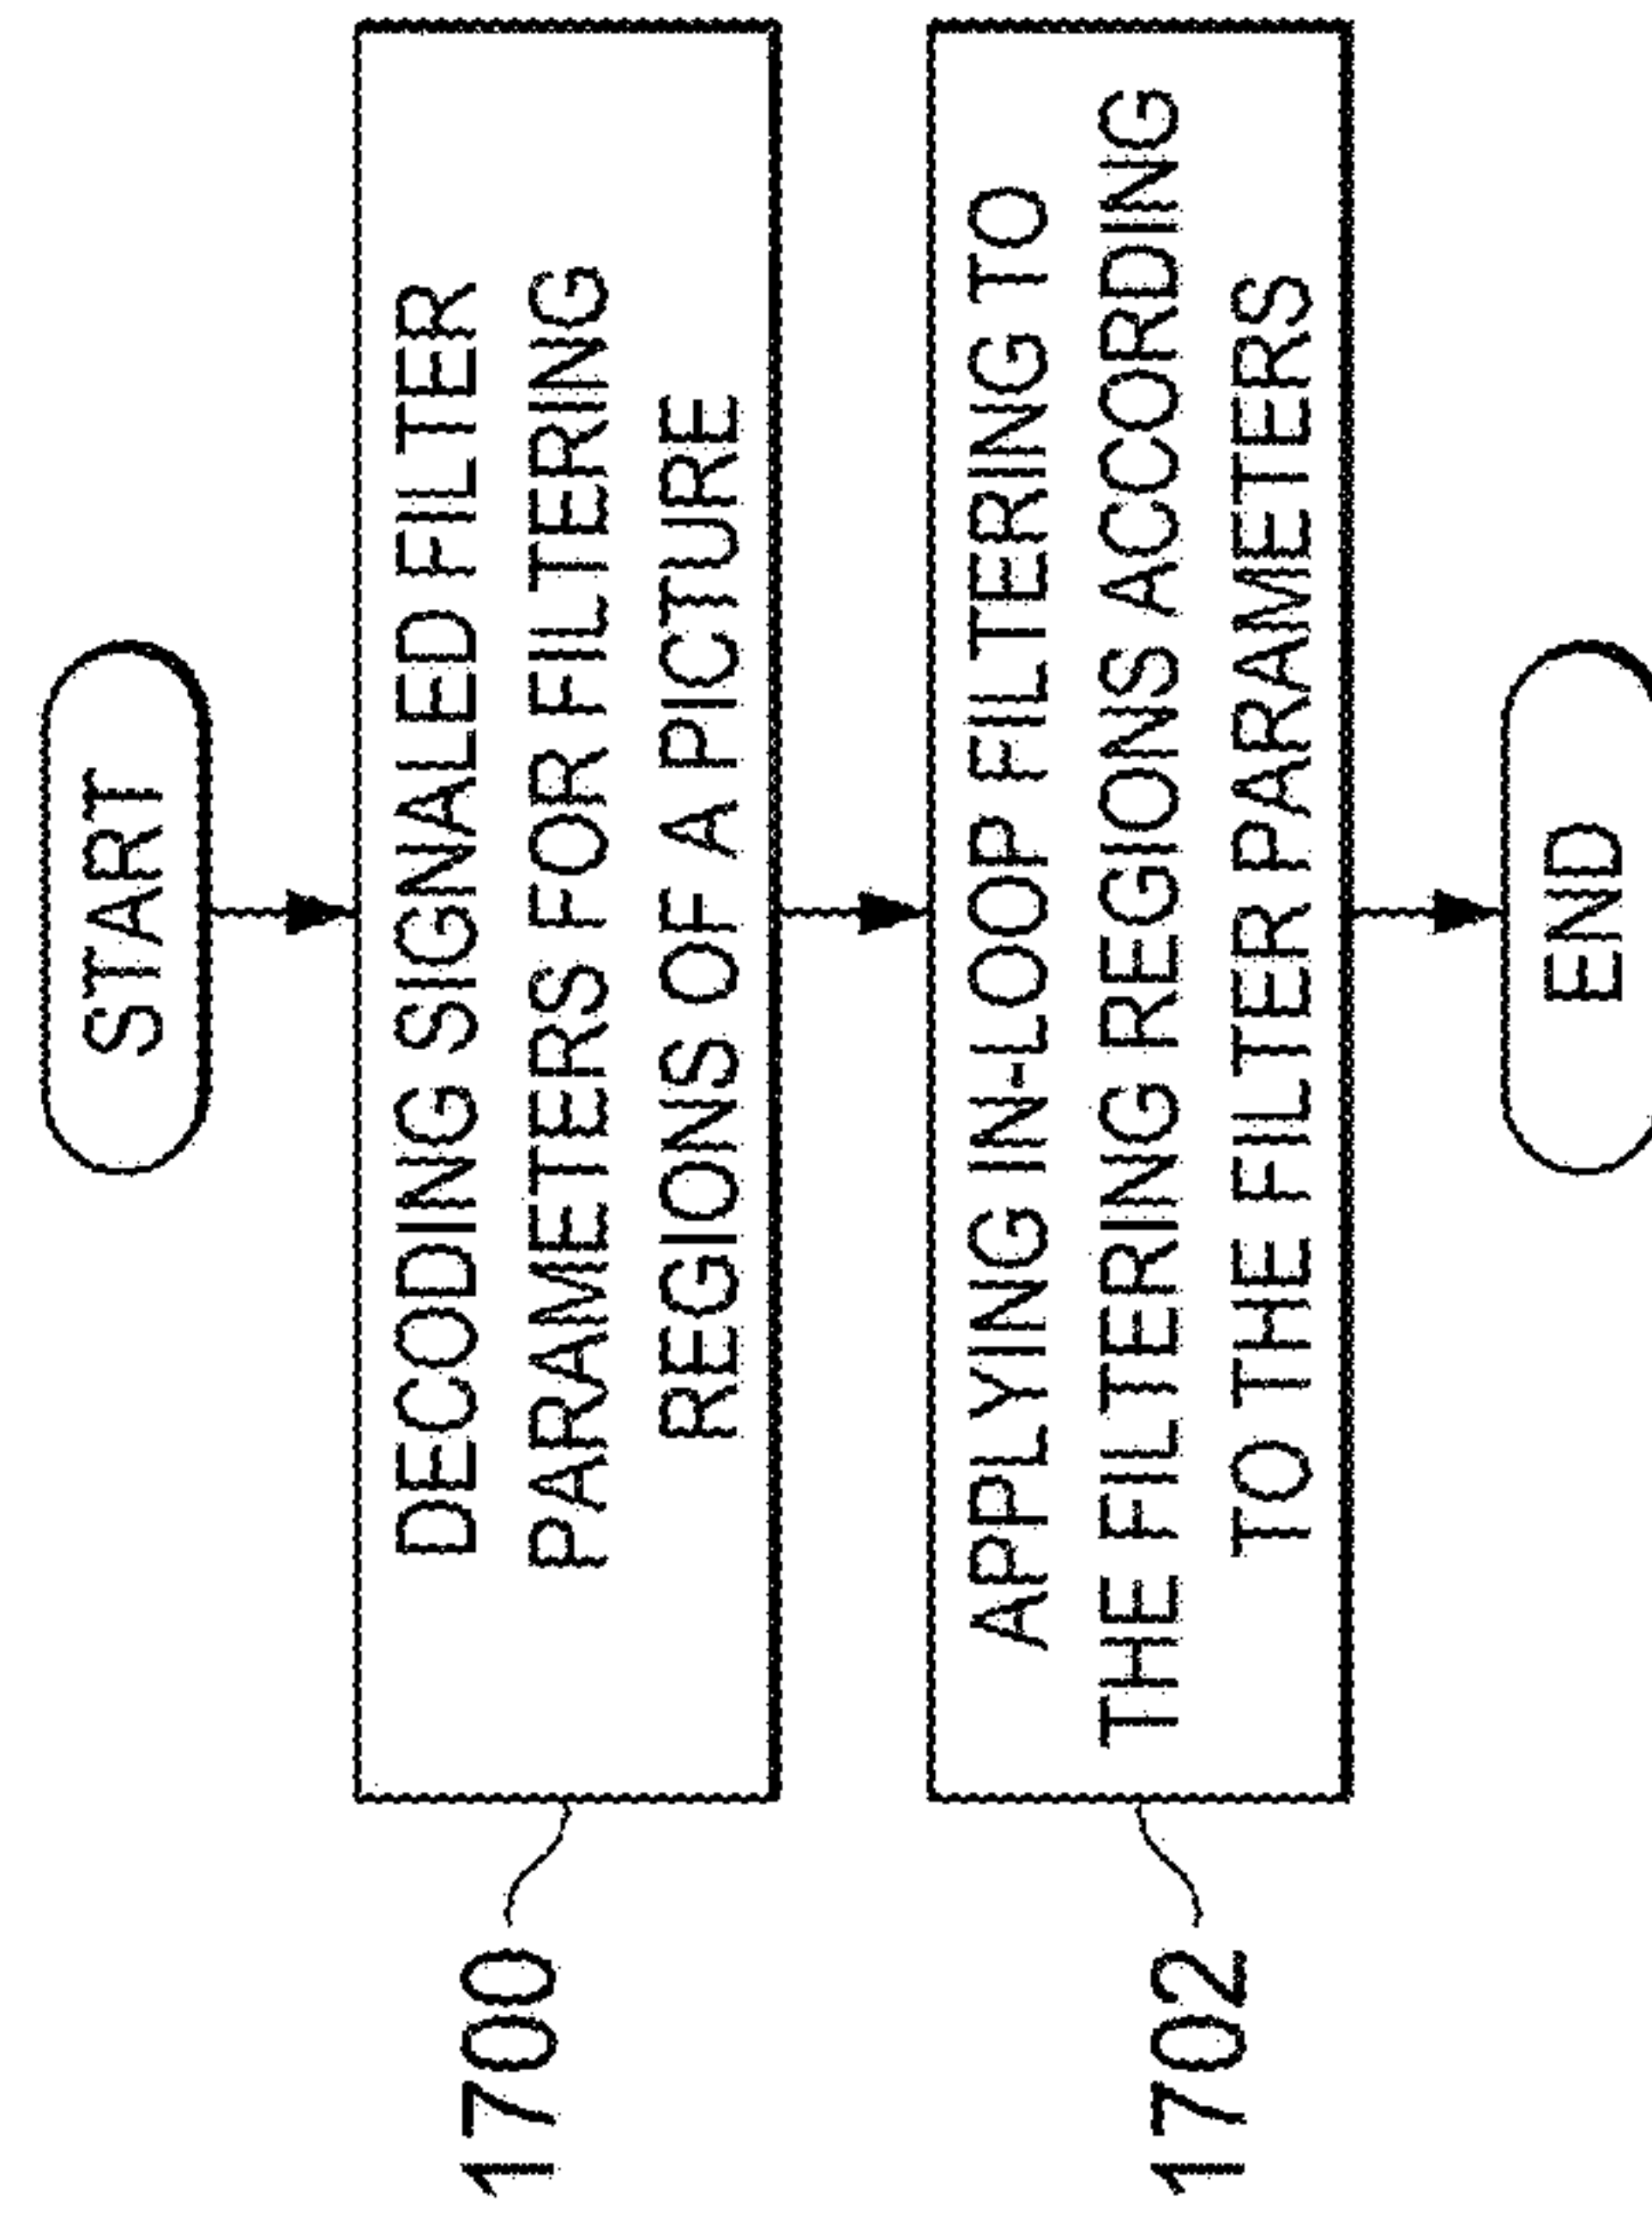 START
1700
DECODING SIGNALED FILTER
PARAMETERS FOR FILTERING
REGIONS OF A PICTURE
1702
APPLYING IN-LOOP FILTERING TO
THE FILTERING REGIONS ACCORDING
TO THE FILTER PARAMETERS
END